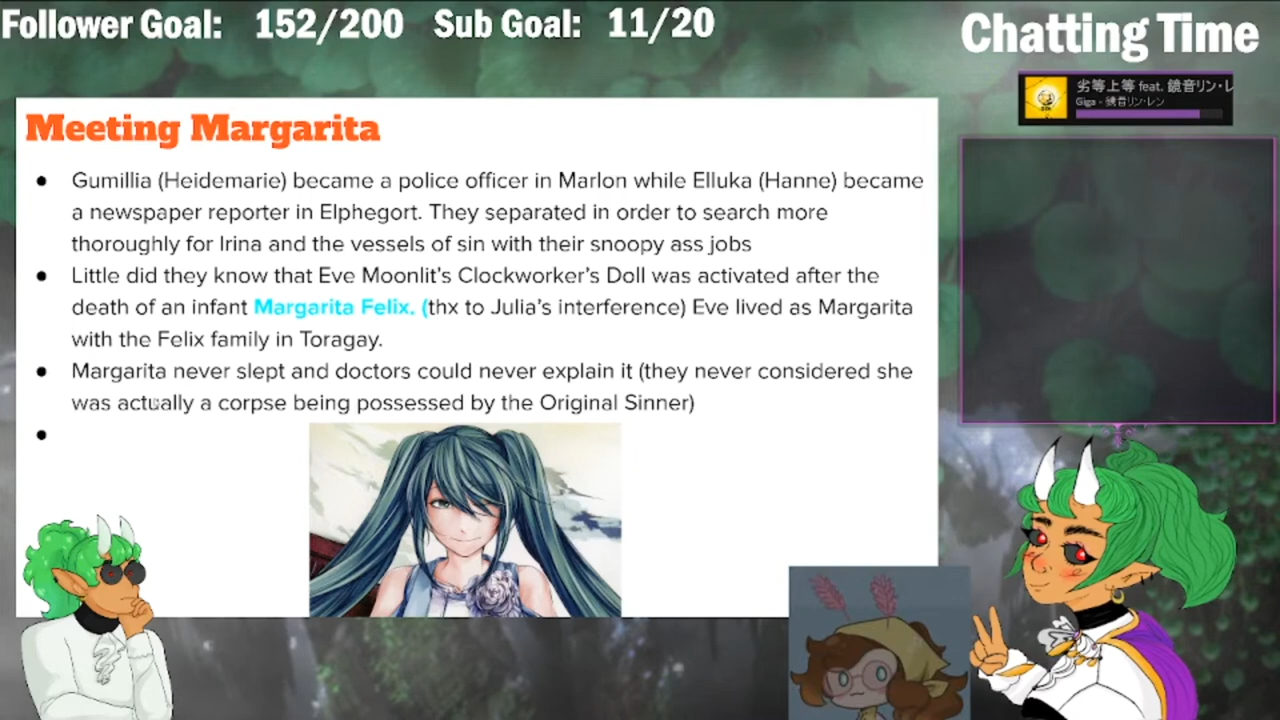 Follower Goal: 152/200 Sub Goal: 11/20
Chatting Time
劣等上等 feat. 鏡音リン・レ
Giga - 鏡音リン・レン
Meeting Margarita
● Gumillia (Heidemarie) became a police officer in Marlon while Elluka (Hanne) became
a newspaper reporter in Elphegort. They separated in order to search more
thoroughly for Irina and the vessels of sin with their snoopy ass jobs
● Little did they know that Eve Moonlit’s Clockworker’s Doll was activated after the
death of an infant Margarita Felix. (thx to Julia’s interference) Eve lived as Margarita
with the Felix family in Toragay.
● Margarita never slept and doctors could never explain it (they never considered she
was actually a corpse being possessed by the Original Sinner)
●